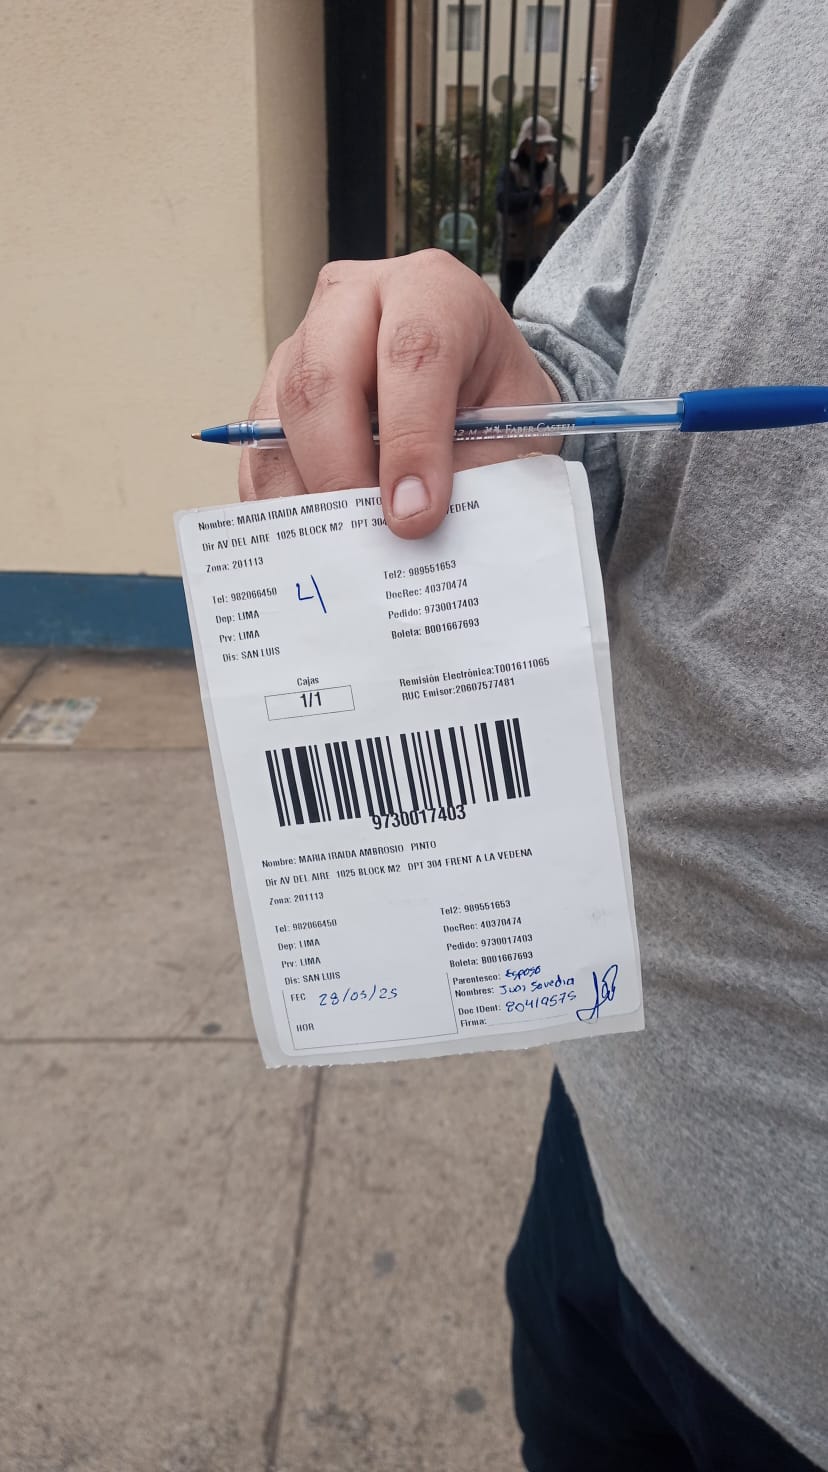 FABER-CASTELL
Nombre: MARIA IRAIDA AMBROSIO PINTO
Dir AV DEL AIRE 1025 BLOCK M2 DPT 304 VEDENA
Zona: 201113
Tel: 982066450
Tel2: 989551653
4
Dep: LIMA
DocRec: 40370474
Prv: LIMA
Pedido: 9730017403
Dis: SAN LUIS
Boleta: B001667693
Cajas
1/1
Remisión Electrónica:T001611065
RUC Emisor:20607577481
9730017403
Nombre: MARIA IRAIDA AMBROSIO PINTO
Dir AV DEL AIRE 1025 BLOCK M2 DPT 304 FRENT A LA VEDENA
Zona: 201113
Tel: 982066450
Tel2: 989551653
Dep: LIMA
DocRec: 40370474
Prv: LIMA
Pedido: 9730017403
Dis: SAN LUIS
Boleta: B001667693
FEC 28/05/25
Parentesco: Esposo
Nombres:
Doc IDent: 80419575
HOR
Firma: